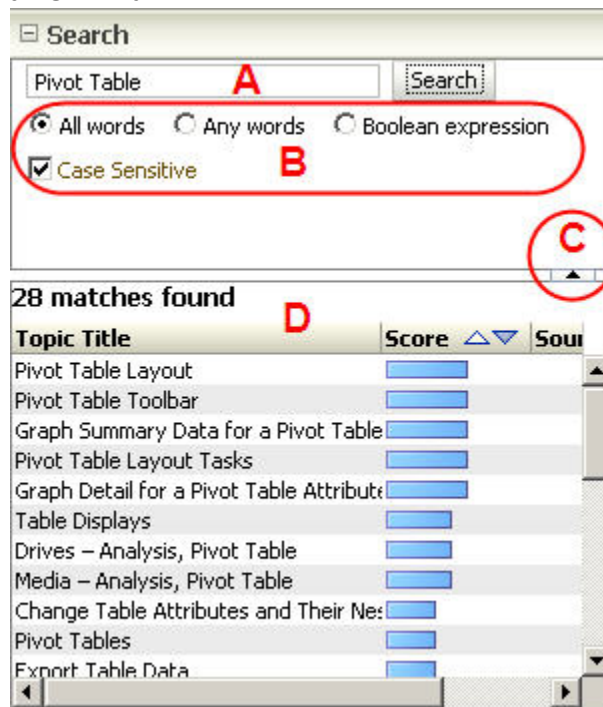 Search
Pivot Table A Search
All words Any words Boolean expression
Case Sensitive B
C
28 matches found
D
Topic Title Score Sour
Pivot Table Layout
Pivot Table Toolbar
Graph Summary Data for a Pivot Table
Pivot Table Layout Tasks
Graph Detail for a Pivot Table Attribute
Table Displays
Drives – Analysis, Pivot Table
Media – Analysis, Pivot Table
Change Table Attributes and Their Nes
Pivot Tables
Export Table Data